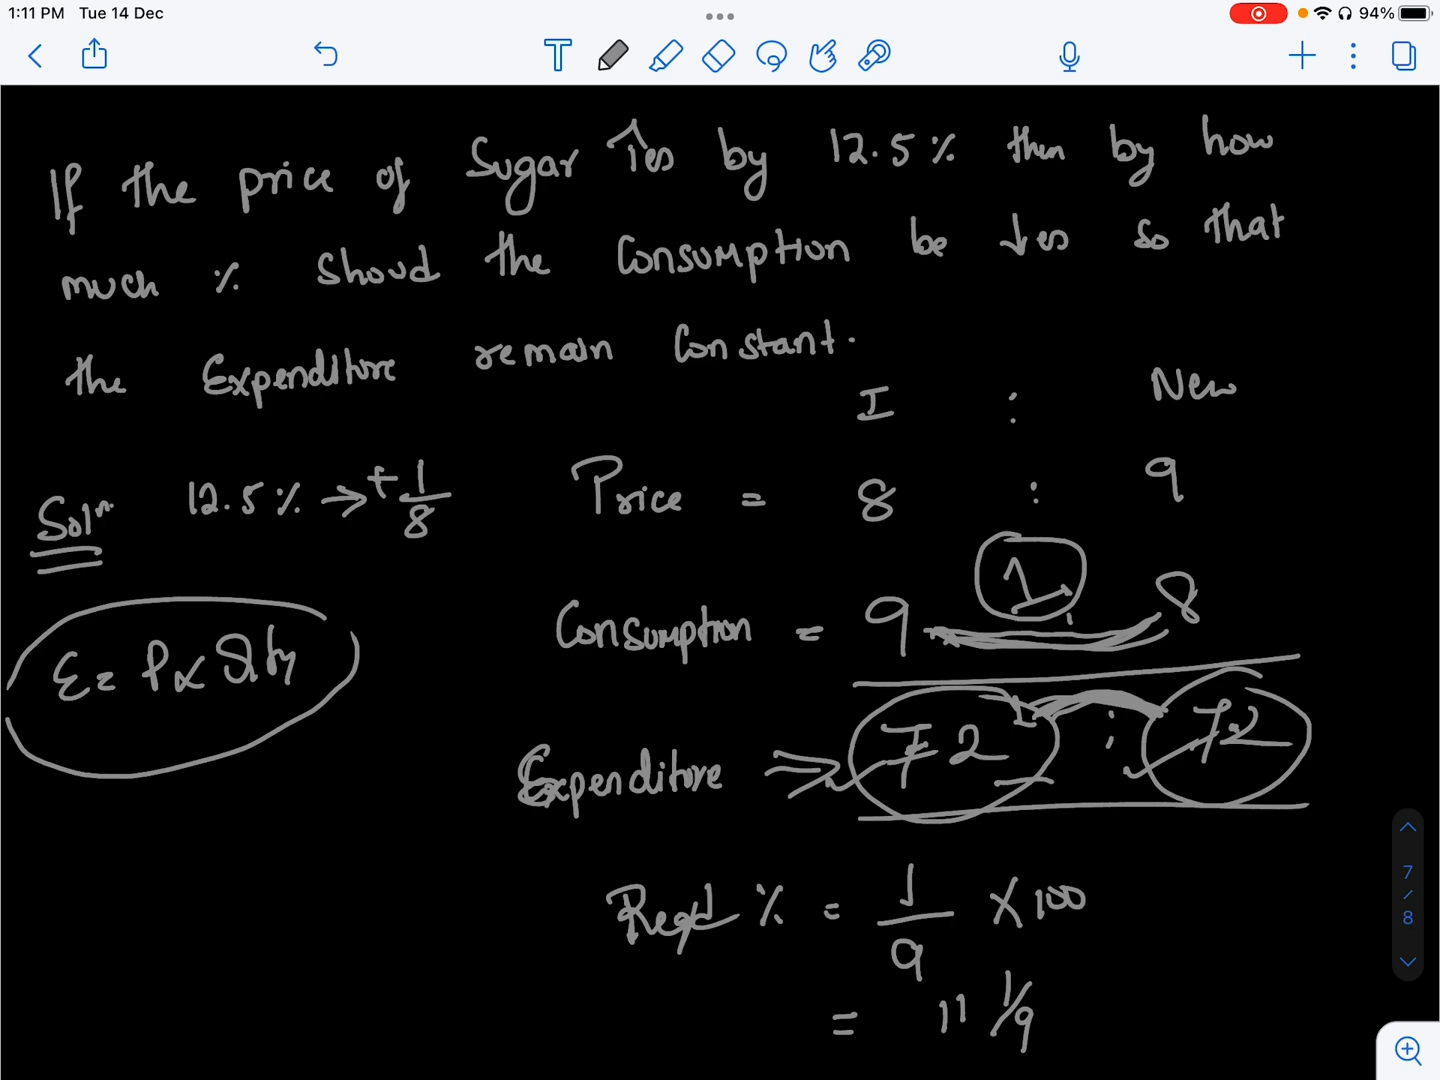 1:11 PM Tue 14 Dec
94%
If the price of Sugar ↑es by 12.5 % then by how
much % shoud the Consumption be ↓es so that
the Expenditure remain Constant.
I : New
Solⁿ. 12.5 % → + 1/8 Price = 8 : 9
1
Consumption = 9 8
E = P × Qty
Expenditure ⇒ 72 : 72
Reqd % = 1/9 × 100
= 11 1/9
7
/
8